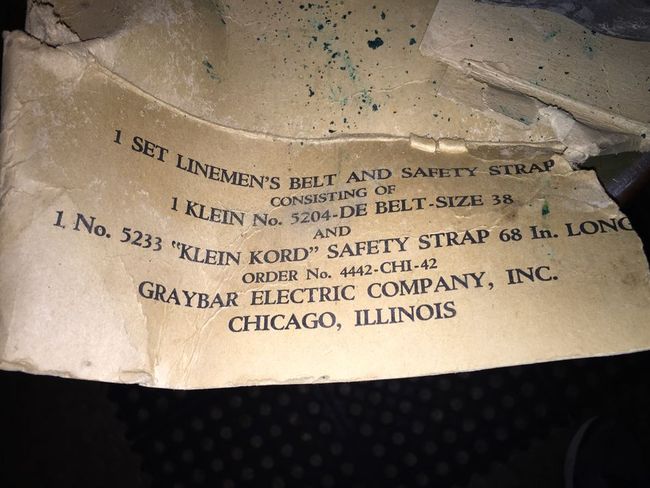 1 SET LINEMEN'S BELT AND SAFETY STRAP
CONSISTING OF
1 KLEIN No. 5204-DE BELT-SIZE 38
AND
1 No. 5233 "KLEIN KORD" SAFETY STRAP 68 In. LONG
ORDER No. 4442-CHI-42
GRAYBAR ELECTRIC COMPANY, INC.
CHICAGO, ILLINOIS